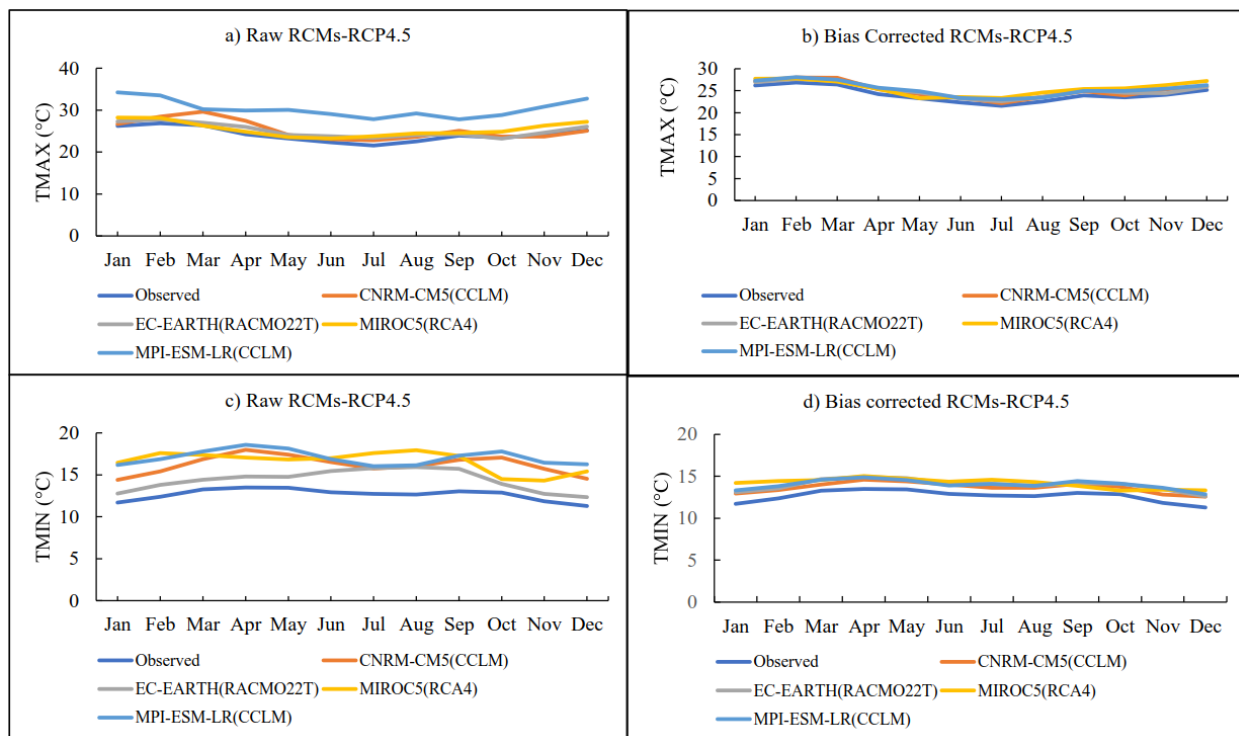 a) Raw RCMs-RCP4.5
TMAX (°C)
40
30
20
10
0
Jan Feb Mar Apr May Jun Jul Aug Sep Oct Nov Dec
Observed CNRM-CM5(CCLM)
EC-EARTH(RACMO22T) MIROC5(RCA4)
MPI-ESM-LR(CCLM)
b) Bias Corrected RCMs-RCP4.5
TMAX (°C)
30
25
20
15
10
5
0
Jan Feb Mar Apr May Jun Jul Aug Sep Oct Nov Dec
Observed CNRM-CM5(CCLM)
EC-EARTH(RACMO22T) MIROC5(RCA4)
MPI-ESM-LR(CCLM)
c) Raw RCMs-RCP4.5
TMIN (°C)
20
15
10
5
0
Jan Feb Mar Apr May Jun Jul Aug Sep Oct Nov Dec
Observed CNRM-CM5(CCLM)
EC-EARTH(RACMO22T) MIROC5(RCA4)
MPI-ESM-LR(CCLM)
d) Bias corrected RCMs-RCP4.5
TMIN (°C)
20
15
10
5
0
Jan Feb Mar Apr May Jun Jul Aug Sep Oct Nov Dec
Observed CNRM-CM5(CCLM)
EC-EARTH(RACMO22T) MIROC5(RCA4)
MPI-ESM-LR(CCLM)